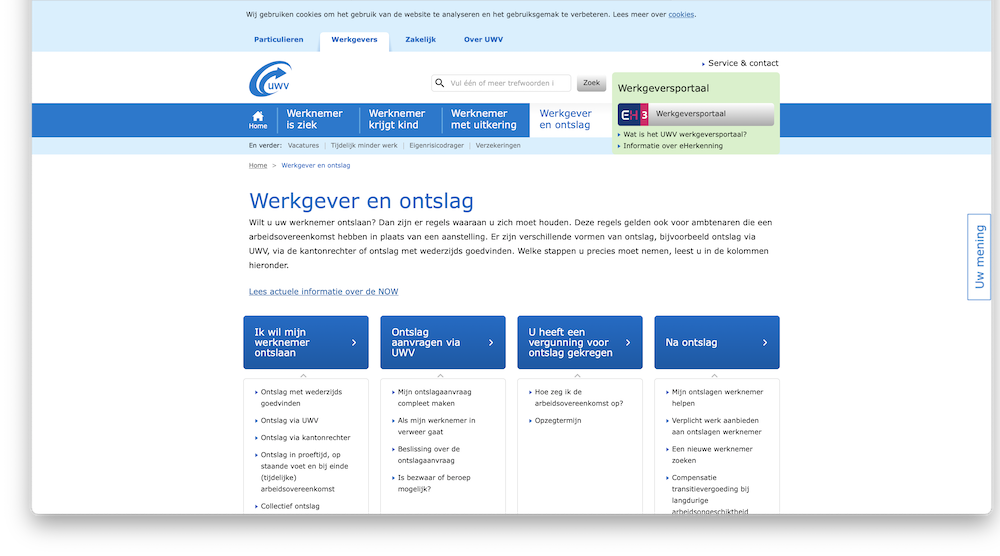 Wij gebruiken cookies om het gebruik van de website te analyseren en het gebruiksgemak te verbeteren. Lees meer over cookies.
Particulieren
Werkgevers
Zakelijk
Over UWV
Service & contact
UWV
Vul één of meer trefwoorden i
Zoek
Werkgeversportaal
EH3
Werkgeversportaal
Wat is het UWV werkgeversportaal?
Informatie over eHerkenning
Home
Werknemer
is ziek
Werknemer
krijgt kind
Werknemer
met uitkering
Werkgever
en ontslag
En verder: Vacatures | Tijdelijk minder werk | Eigenrisicodrager | Verzekeringen
Home > Werkgever en ontslag
Werkgever en ontslag
Wilt u uw werknemer ontslaan? Dan zijn er regels waaraan u zich moet houden. Deze regels gelden ook voor ambtenaren die een
arbeidsovereenkomst hebben in plaats van een aanstelling. Er zijn verschillende vormen van ontslag, bijvoorbeeld ontslag via
UWV, via de kantonrechter of ontslag met wederzijds goedvinden. Welke stappen u precies moet nemen, leest u in de kolommen
hieronder.
Lees actuele informatie over de NOW
Uw mening
Ik wil mijn
werknemer
ontslaan
Ontslag met wederzijds
goedvinden
Ontslag via UWV
Ontslag via kantonrechter
Ontslag in proeftijd, op
staande voet en bij einde
(tijdelijke)
arbeidsovereenkomst
Collectief ontslag
Ontslag
aanvragen via
UWV
Mijn ontslagaanvraag
compleet maken
Als mijn werknemer in
verweer gaat
Beslissing over de
ontslagaanvraag
Is bezwaar of beroep
mogelijk?
U heeft een
vergunning voor
ontslag gekregen
Hoe zeg ik de
arbeidsovereenkomst op?
Opzegtermijn
Na ontslag
Mijn ontslagen werknemer
helpen
Verplicht werk aanbieden
aan ontslagen werknemer
Een nieuwe werknemer
zoeken
Compensatie
transitievergoeding bij
langdurige
arbeidsongeschiktheid